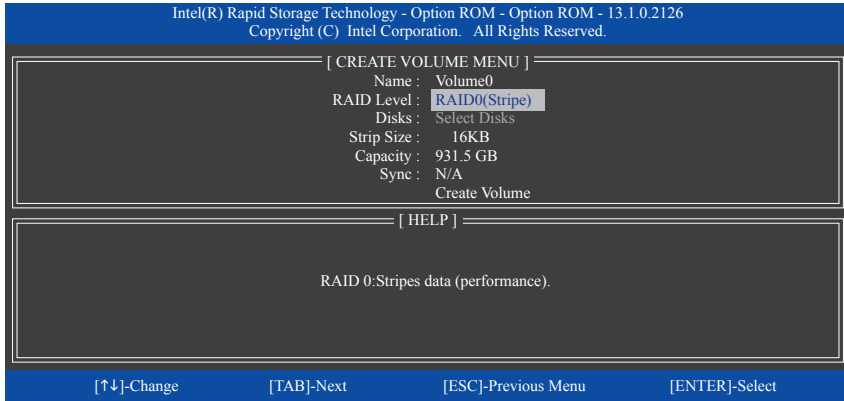 Intel(R) Rapid Storage Technology - Option ROM - Option ROM - 13.1.0.2126
Copyright (C) Intel Corporation. All Rights Reserved.
[ CREATE VOLUME MENU ]
Name : Volume0
RAID Level : RAID0(Stripe)
Disks : Select Disks
Strip Size : 16KB
Capacity : 931.5 GB
Sync : N/A
Create Volume
[ HELP ]
RAID 0:Stripes data (performance).
[↑↓]-Change [TAB]-Next [ESC]-Previous Menu [ENTER]-Select